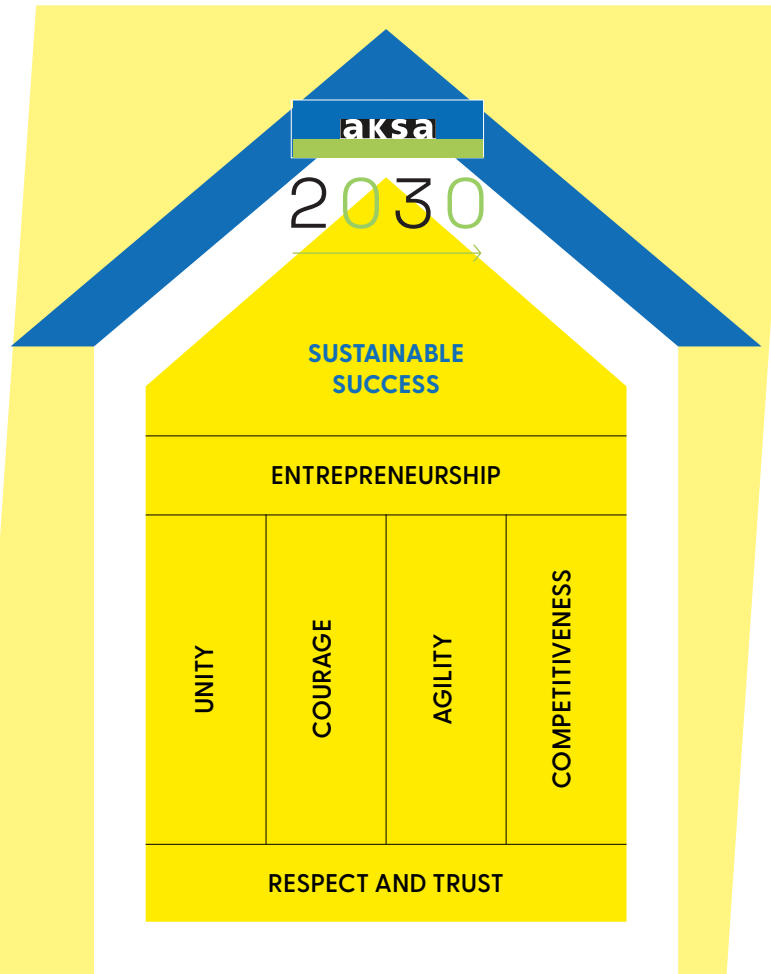 aksa
2030
SUSTAINABLE
SUCCESS
ENTREPRENEURSHIP
UNITY
COURAGE
AGILITY
COMPETITIVENESS
RESPECT AND TRUST